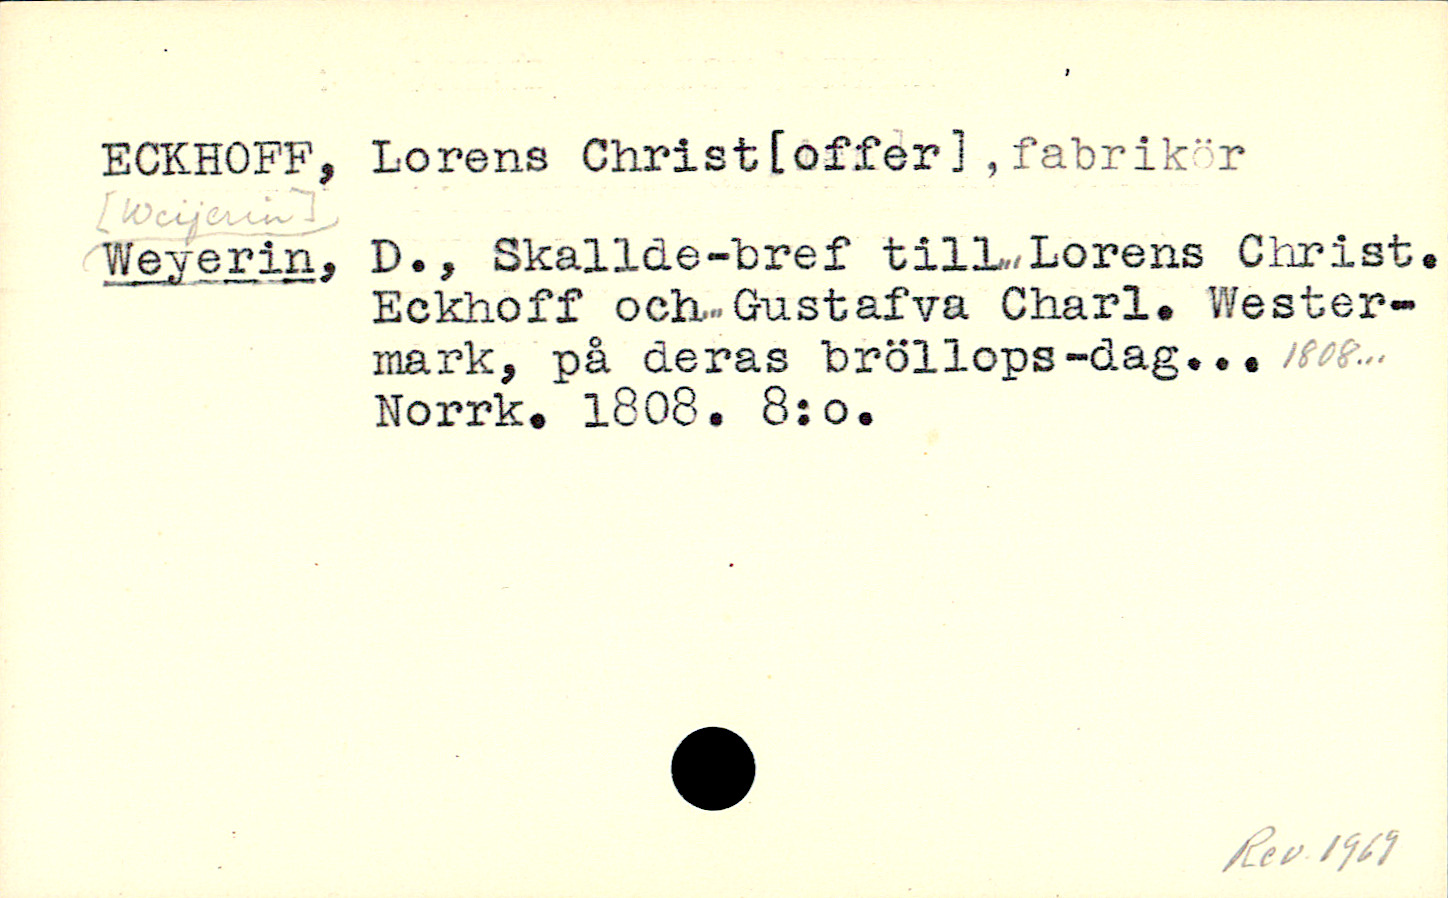 ECKHOFF, Lorens Christ[offer], fabrikör
[Weijerin]
Weyerin, D., Skallde-bref till... Lorens Christ.
Eckhoff och... Gustafva Charl. Wester-
mark, på deras bröllops-dag... 1808...
Norrk. 1808. 8:o.
Rev. 1969